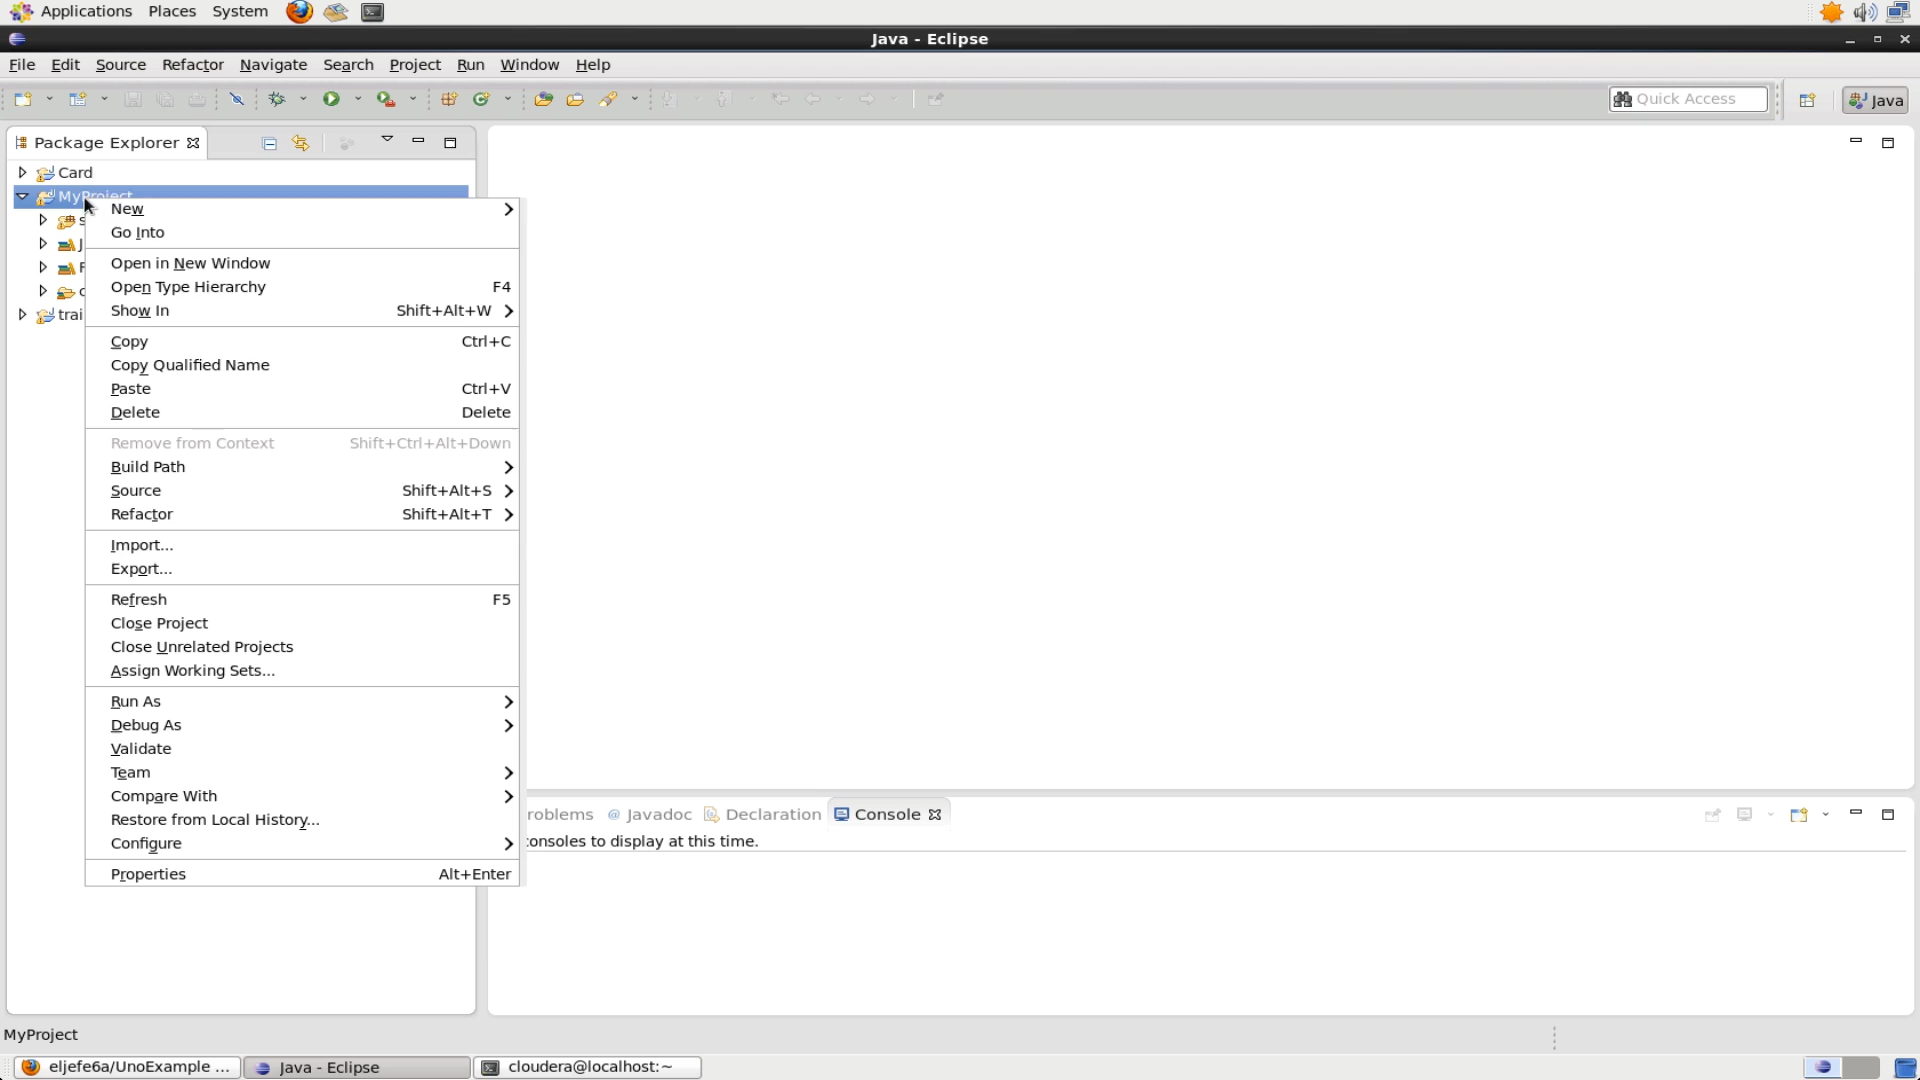 Applications Places System
Java - Eclipse
File Edit Source Refactor Navigate Search Project Run Window Help
Quick Access
Java
Package Explorer
Card
MyProject
trai
New
Go Into
Open in New Window
Open Type Hierarchy F4
Show In Shift+Alt+W
Copy Ctrl+C
Copy Qualified Name
Paste Ctrl+V
Delete Delete
Remove from Context Shift+Ctrl+Alt+Down
Build Path
Source Shift+Alt+S
Refactor Shift+Alt+T
Import...
Export...
Refresh F5
Close Project
Close Unrelated Projects
Assign Working Sets...
Run As
Debug As
Validate
Team
Compare With
Restore from Local History...
Configure
Properties Alt+Enter
roblems @ Javadoc Declaration Console
onsoles to display at this time.
MyProject
eljefe6a/UnoExample ... Java - Eclipse cloudera@localhost:~